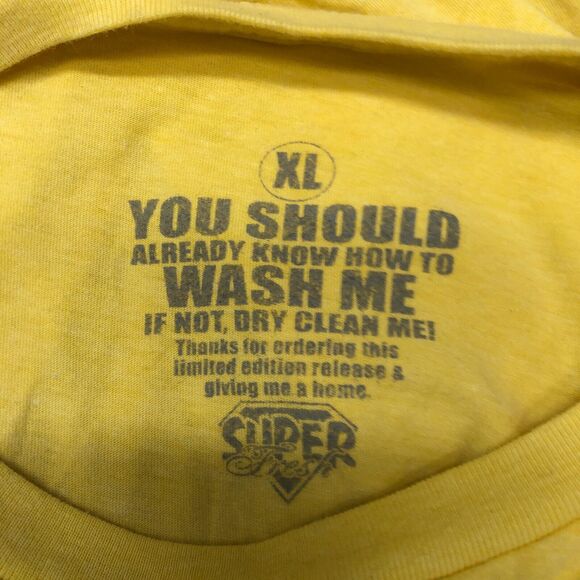 XL
YOU SHOULD
ALREADY KNOW HOW TO
WASH ME
IF NOT, DRY CLEAN ME!
Thanks for ordering this
limited edition release &
giving me a home.
SUPER
Fresh